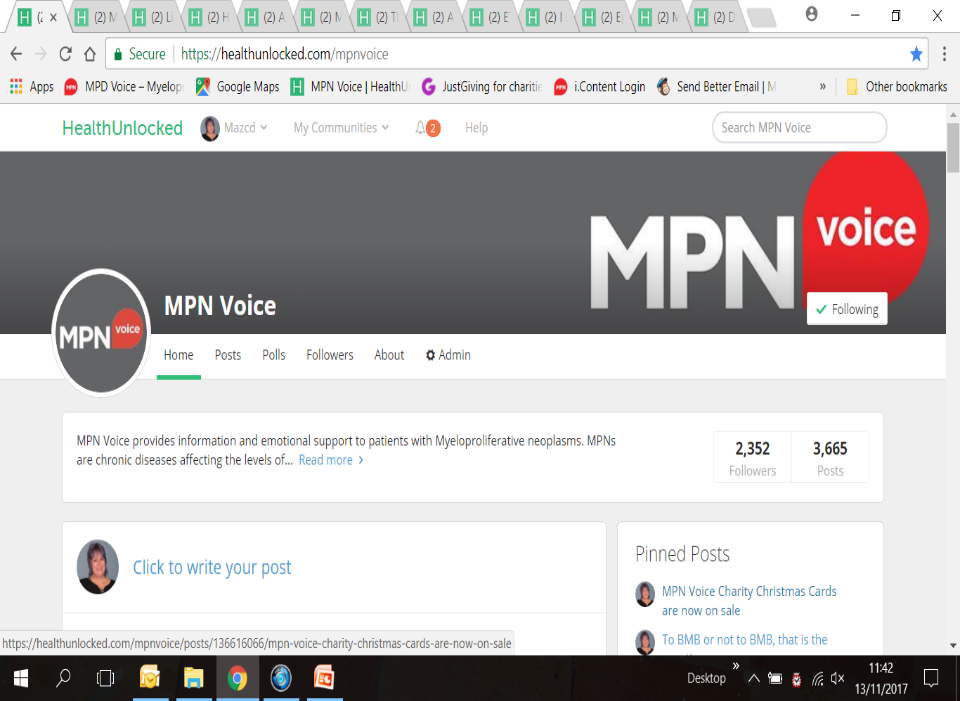 (2
(2) M
(2) Li
(2) H
(2) A
(2) M
(2) Tl
(2) A
(2) E
(2) I
(2) E
(2) M
(2) D
Secure https://healthunlocked.com/mpnvoice
Apps MPD Voice – Myelop Google Maps MPN Voice | HealthU JustGiving for charitie i.Content Login Send Better Email | M » Other bookmarks
HealthUnlocked Mazcd My Communities 2 Help Search MPN Voice
MPN voice
Following
MPN voice
MPN Voice
Home Posts Polls Followers About Admin
MPN Voice provides information and emotional support to patients with Myeloproliferative neoplasms. MPNs
are chronic diseases affecting the levels of... Read more >
2,352 3,665
Followers Posts
Click to write your post
Pinned Posts
MPN Voice Charity Christmas Cards
are now on sale
To BMB or not to BMB, that is the
https://healthunlocked.com/mpnvoice/posts/136616066/mpn-voice-charity-christmas-cards-are-now-on-sale
Desktop » 11:42
13/11/2017